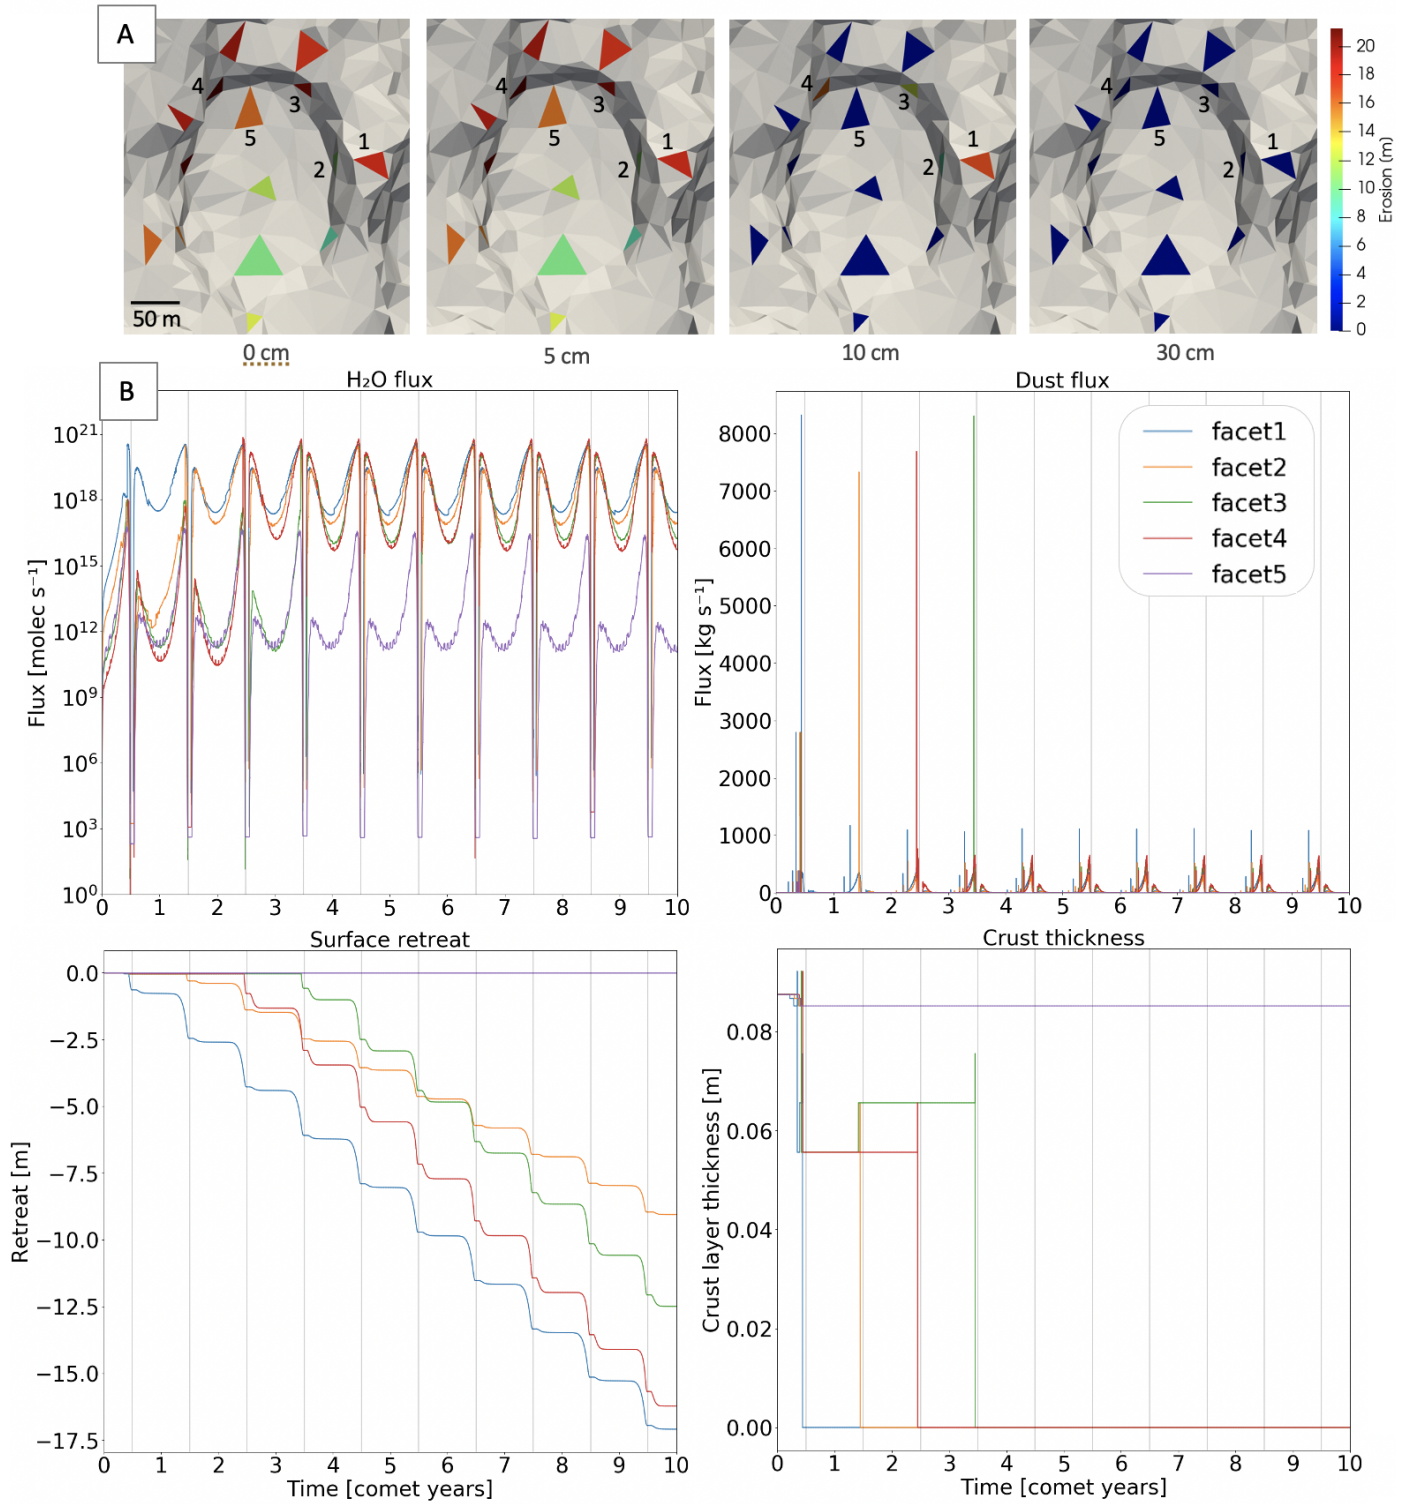 A
4
3
1
5
2
50 m
0 cm
4
3
1
5
2
5 cm
4
3
1
5
2
10 cm
4
3
1
5
2
30 cm
20
18
16
14
12
10
8
6
4
2
0
Erosion (m)
B
H₂O flux
Flux [molec s⁻¹]
10²¹
10¹⁸
10¹⁵
10¹²
10⁹
10⁶
10³
10⁰
0 1 2 3 4 5 6 7 8 9 10
Dust flux
Flux [kg s⁻¹]
8000
7000
6000
5000
4000
3000
2000
1000
0
facet1
facet2
facet3
facet4
facet5
0 1 2 3 4 5 6 7 8 9 10
Surface retreat
Retreat [m]
0.0
−2.5
−5.0
−7.5
−10.0
−12.5
−15.0
−17.5
0 1 2 3 4 5 6 7 8 9 10
Time [comet years]
Crust thickness
Crust layer thickness [m]
0.08
0.06
0.04
0.02
0.00
0 1 2 3 4 5 6 7 8 9 10
Time [comet years]